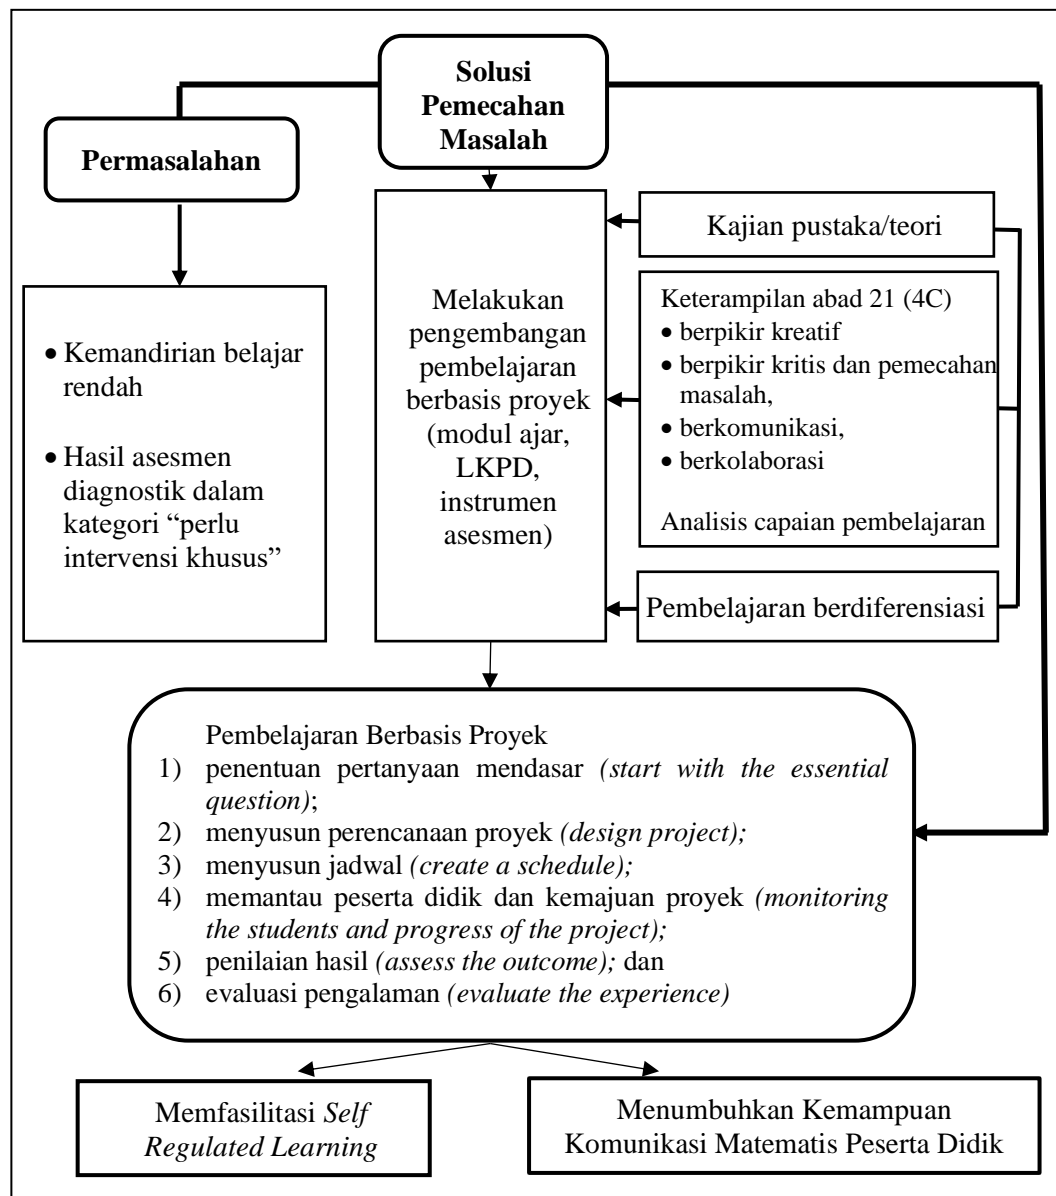 Solusi
Pemecahan
Masalah
Permasalahan
• Kemandirian belajar
rendah
• Hasil asesmen
diagnostik dalam
kategori “perlu
intervensi khusus”
Melakukan
pengembangan
pembelajaran
berbasis proyek
(modul ajar,
LKPD,
instrumen
asesmen)
Kajian pustaka/teori
Keterampilan abad 21 (4C)
• berpikir kreatif
• berpikir kritis dan pemecahan
masalah,
• berkomunikasi,
• berkolaborasi
Analisis capaian pembelajaran
Pembelajaran berdiferensiasi
Pembelajaran Berbasis Proyek
1) penentuan pertanyaan mendasar (start with the essential
question);
2) menyusun perencanaan proyek (design project);
3) menyusun jadwal (create a schedule);
4) memantau peserta didik dan kemajuan proyek (monitoring
the students and progress of the project);
5) penilaian hasil (assess the outcome); dan
6) evaluasi pengalaman (evaluate the experience)
Memfasilitasi Self
Regulated Learning
Menumbuhkan Kemampuan
Komunikasi Matematis Peserta Didik